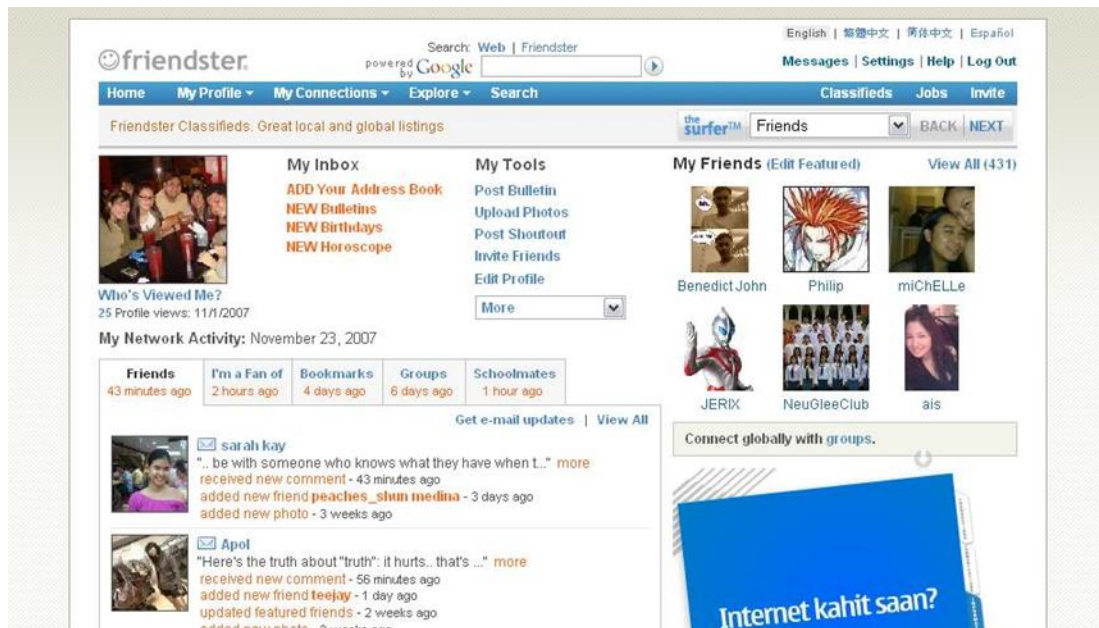 English | 繁體中文 | 简体中文 | Español
friendster.
Search: Web | Friendster
powered by Google
Messages | Settings | Help | Log Out
Home My Profile My Connections Explore Search Classifieds Jobs Invite
Friendster Classifieds. Great local and global listings
the surfer™ Friends BACK NEXT
My Inbox
ADD Your Address Book
NEW Bulletins
NEW Birthdays
NEW Horoscope
My Tools
Post Bulletin
Upload Photos
Post Shoutout
Invite Friends
Edit Profile
More
Who's Viewed Me?
25 Profile views: 11/1/2007
My Network Activity: November 23, 2007
Friends I'm a Fan of Bookmarks Groups Schoolmates
43 minutes ago 2 hours ago 4 days ago 6 days ago 1 hour ago
Get e-mail updates | View All
sarah kay
".. be with someone who knows what they have when t..." more
received new comment - 43 minutes ago
added new friend peaches_shun medina - 3 days ago
added new photo - 3 weeks ago
Apol
"Here's the truth about "truth": it hurts.. that's ..." more
received new comment - 56 minutes ago
added new friend teejay - 1 day ago
updated featured friends - 2 weeks ago
added new photo - 3 weeks ago
My Friends (Edit Featured) View All (431)
Benedict John Philip miChELLe
JERIX NeuGleeClub ais
Connect globally with groups.
Internet kahit saan?